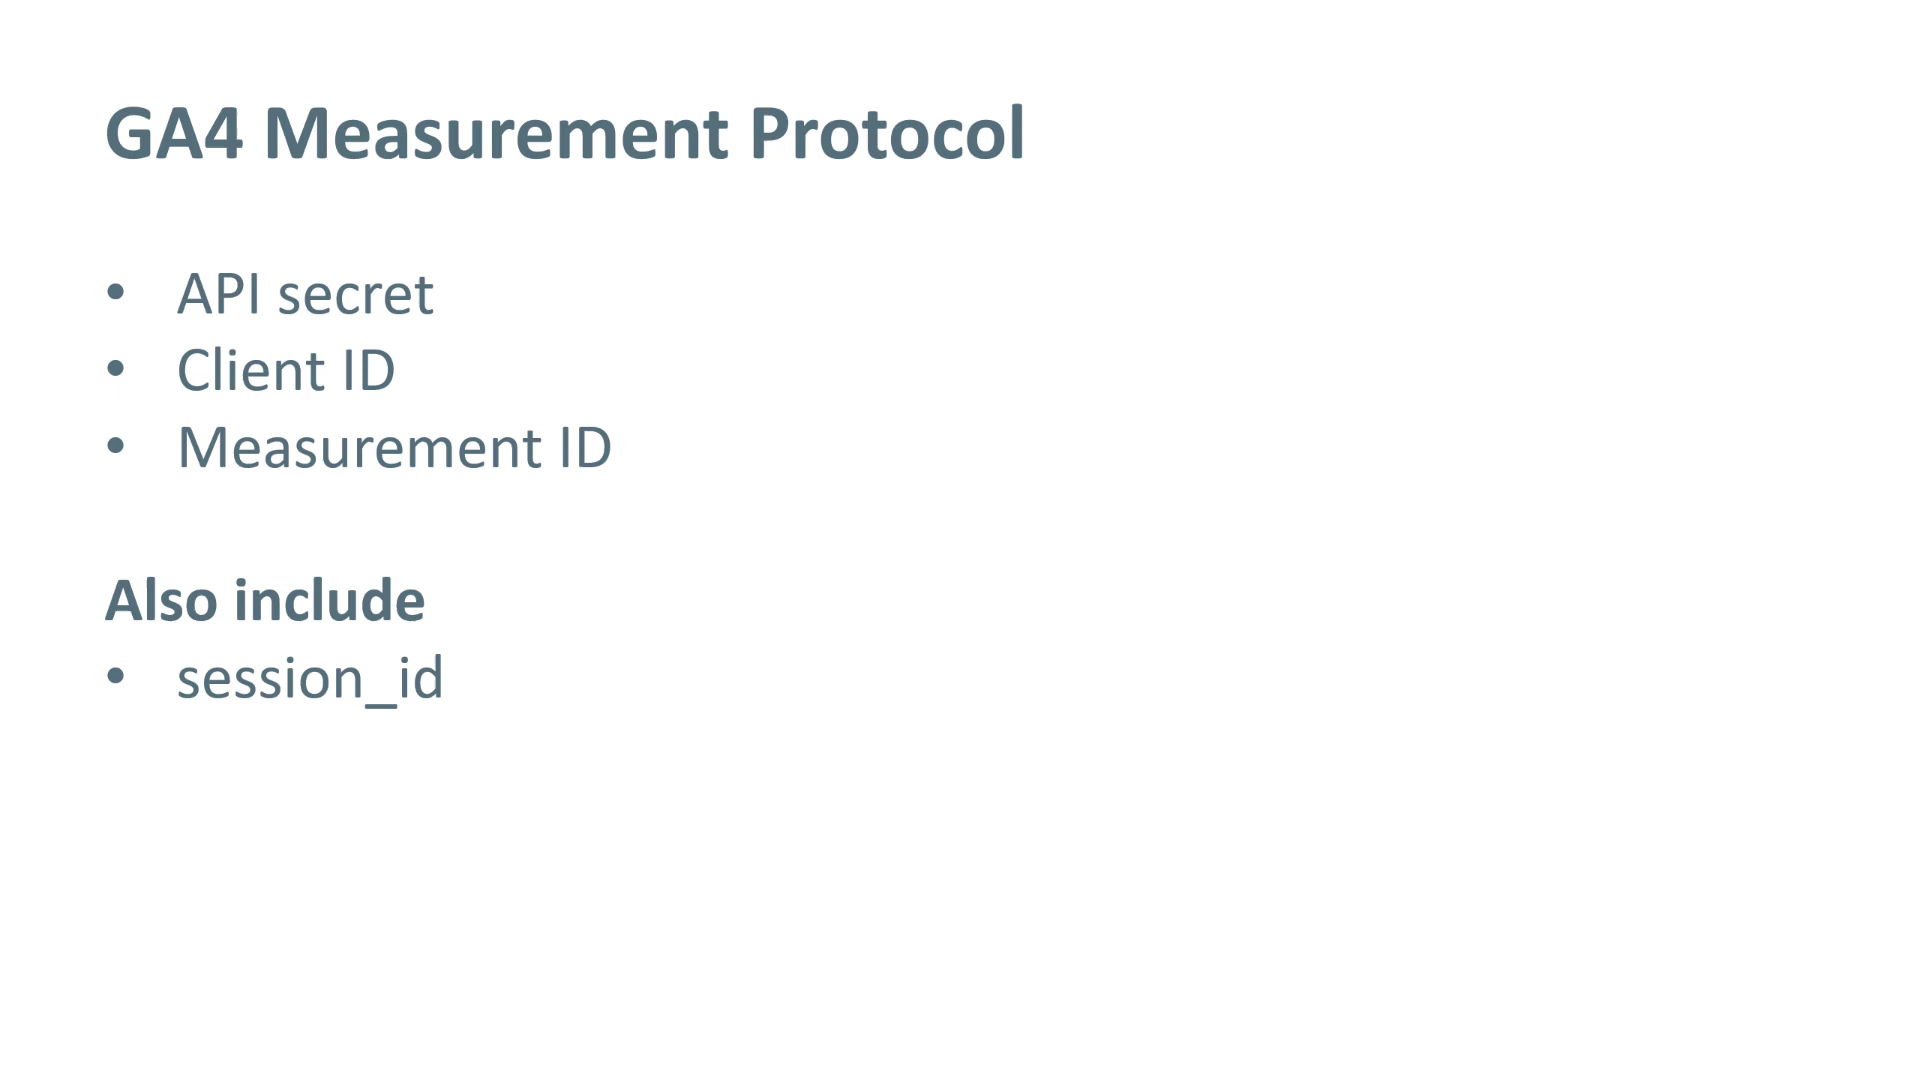 GA4 Measurement Protocol
• API secret
• Client ID
• Measurement ID
Also include
• session_id